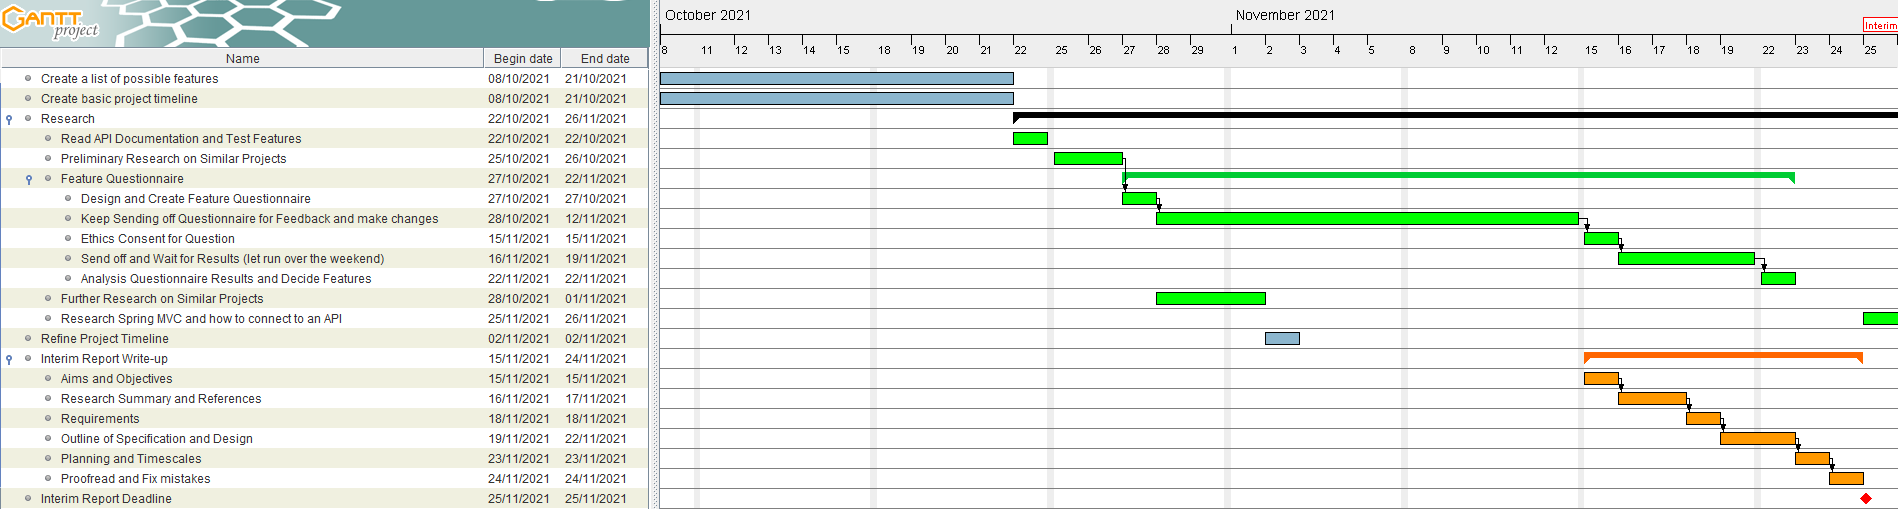 GANTT
project
October 2021 November 2021
Interim
8 11 12 13 14 15 18 19 20 21 22 25 26 27 28 29 1 2 3 4 5 8 9 10 11 12 15 16 17 18 19 22 23 24 25
Name Begin date End date
Create a list of possible features 08/10/2021 21/10/2021
Create basic project timeline 08/10/2021 21/10/2021
Research 22/10/2021 26/11/2021
Read API Documentation and Test Features 22/10/2021 22/10/2021
Preliminary Research on Similar Projects 25/10/2021 26/10/2021
Feature Questionnaire 27/10/2021 22/11/2021
Design and Create Feature Questionnaire 27/10/2021 27/10/2021
Keep Sending off Questionnaire for Feedback and make changes 28/10/2021 12/11/2021
Ethics Consent for Question 15/11/2021 15/11/2021
Send off and Wait for Results (let run over the weekend) 16/11/2021 19/11/2021
Analysis Questionnaire Results and Decide Features 22/11/2021 22/11/2021
Further Research on Similar Projects 28/10/2021 01/11/2021
Research Spring MVC and how to connect to an API 25/11/2021 26/11/2021
Refine Project Timeline 02/11/2021 02/11/2021
Interim Report Write-up 15/11/2021 24/11/2021
Aims and Objectives 15/11/2021 15/11/2021
Research Summary and References 16/11/2021 17/11/2021
Requirements 18/11/2021 18/11/2021
Outline of Specification and Design 19/11/2021 22/11/2021
Planning and Timescales 23/11/2021 23/11/2021
Proofread and Fix mistakes 24/11/2021 24/11/2021
Interim Report Deadline 25/11/2021 25/11/2021